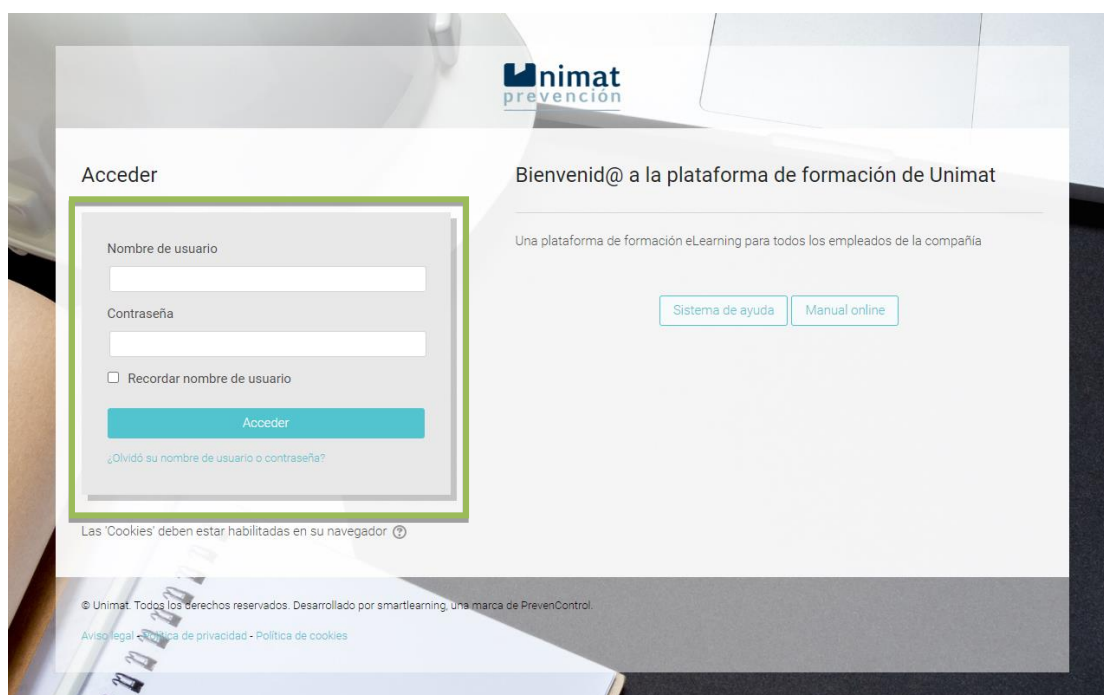 Unimat
prevención
Acceder
Nombre de usuario
Contraseña
Recordar nombre de usuario
Acceder
¿Olvidó su nombre de usuario o contraseña?
Las 'Cookies' deben estar habilitadas en su navegador
Bienvenid@ a la plataforma de formación de Unimat
Una plataforma de formación eLearning para todos los empleados de la compañía
Sistema de ayuda
Manual online
© Unimat. Todos los derechos reservados. Desarrollado por smartlearning, una marca de PrevenControl.
Aviso legal - Política de privacidad - Política de cookies